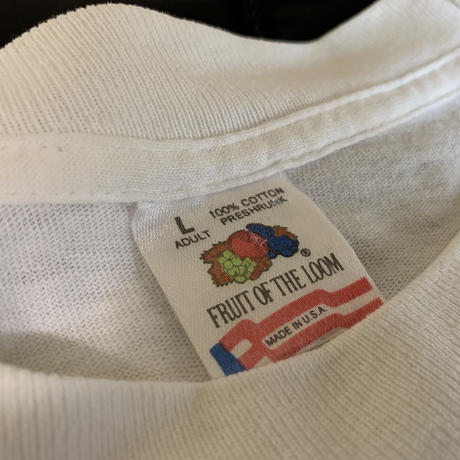 L
ADULT
100% COTTON
PRESHRUNK
®
FRUIT OF THE LOOM
MADE IN U.S.A.